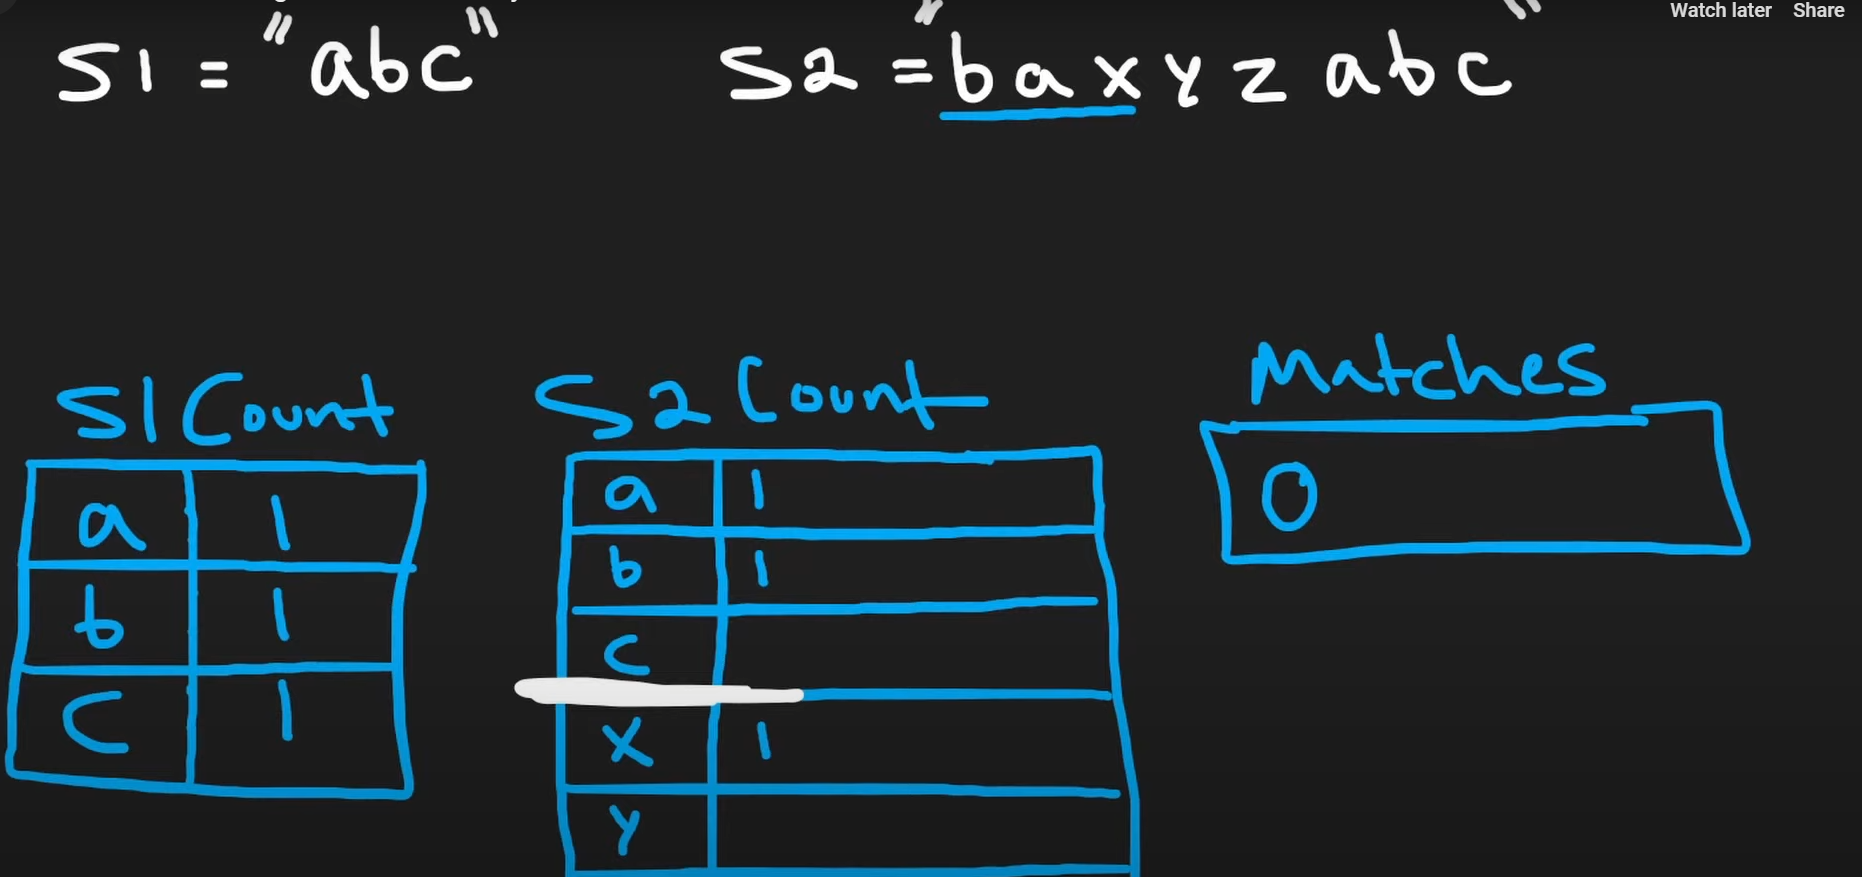 Watch later Share
S1 = "abc" S2 = "baxyzabc"
S1 Count S2 Count Matches
a 1 a 1 0
b 1 b 1
c 1 c
x 1
y